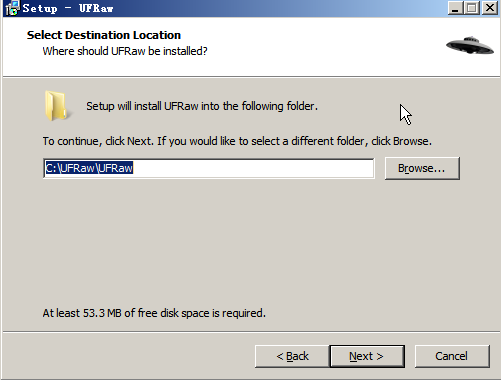 Setup - UFRaw
Select Destination Location
Where should UFRaw be installed?
Setup will install UFRaw into the following folder.
To continue, click Next. If you would like to select a different folder, click Browse.
C:\UFRaw\UFRaw
Browse...
At least 53.3 MB of free disk space is required.
< Back
Next >
Cancel